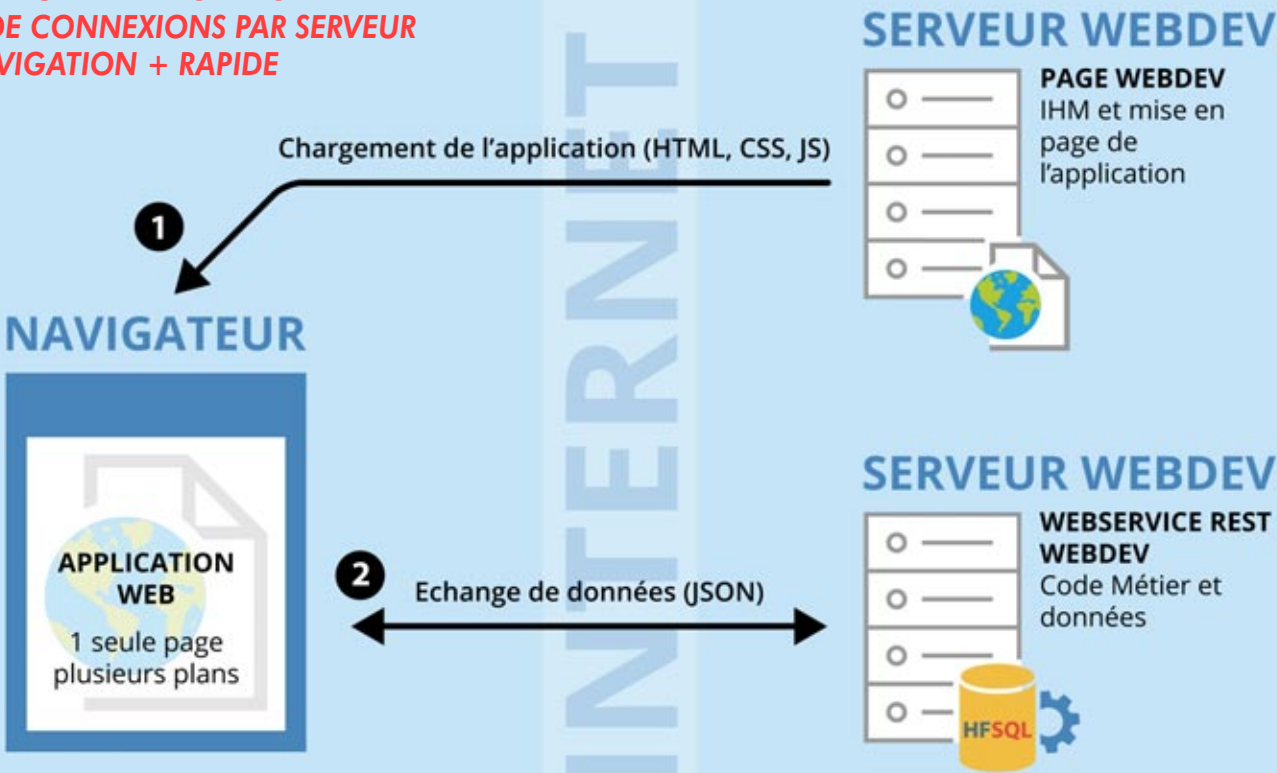 DE CONNEXIONS PAR SERVEUR
+ RAPIDE
SERVEUR WEBDEV
PAGE WEBDEV
IHM et mise en
page de
l'application
Chargement de l'application (HTML, CSS, JS)
1
NAVIGATEUR
APPLICATION
WEB
1 seule page
plusieurs plans
2
Echange de données (JSON)
INTERNET
SERVEUR WEBDEV
WEBSERVICE REST
WEBDEV
Code Métier et
données
HFSQL